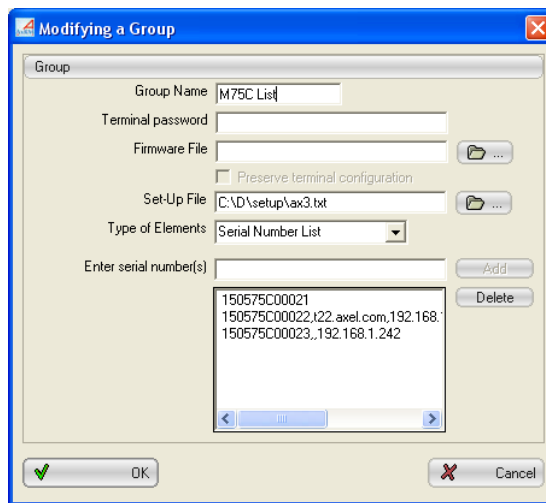 Modifying a Group
Group
Group Name M75C List
Terminal password
Firmware File ...
Preserve terminal configuration
Set-Up File C:\D\setup\ax3.txt ...
Type of Elements Serial Number List
Enter serial number(s) Add
150575C00021 Delete
150575C00022,t22.axel.com,192.168.
150575C00023,,192.168.1.242
OK Cancel